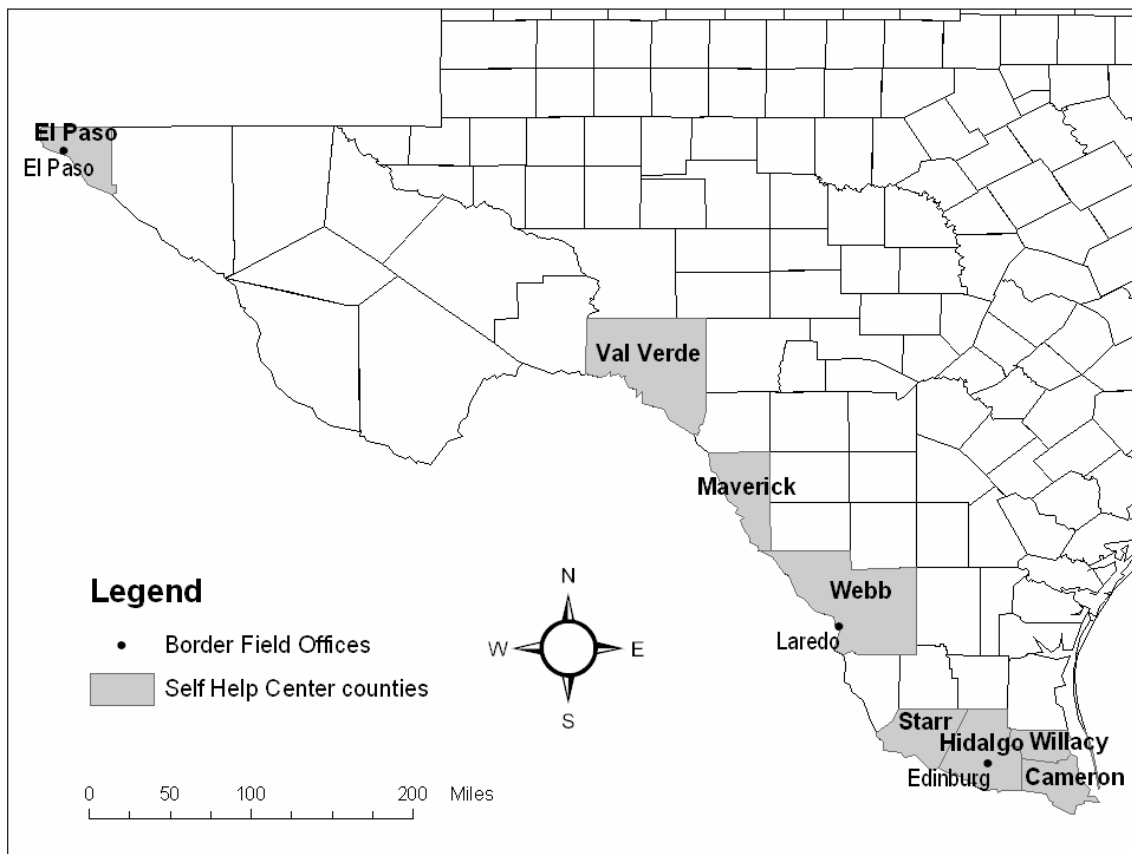 El Paso
El Paso
Val Verde
Maverick
Webb
Laredo
Starr
Hidalgo Willacy
Edinburg
Cameron
Legend
Border Field Offices
Self Help Center counties
N
W E
S
0 50 100 200 Miles